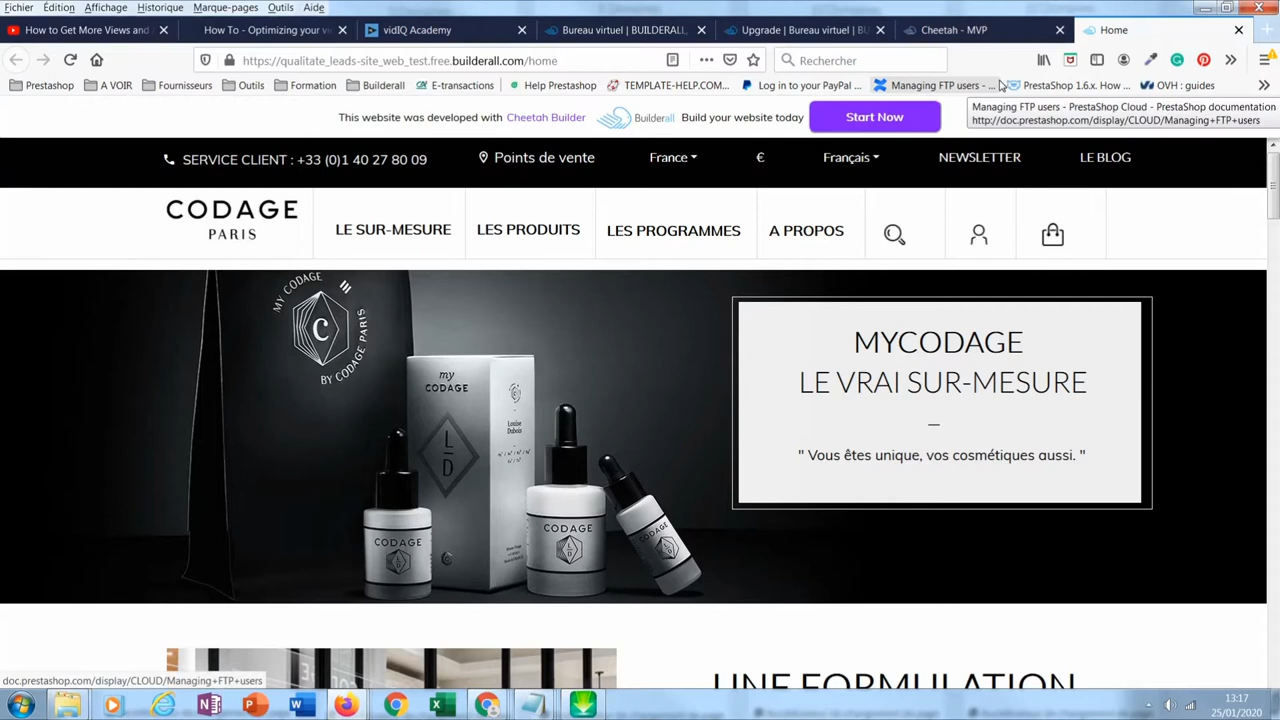 Fichier Édition Affichage Historique Marque-pages Outils Aide
How to Get More Views and How To - Optimizing your vi vidIQ Academy Bureau virtuel | BUILDERALL, Upgrade | Bureau virtuel | BU Cheetah - MVP Home
https://qualitate_leads-site_web_test.free.builderall.com/home Rechercher
Prestashop A VOIR Fournisseurs Outils Formation Builderall E-transactions Help Prestashop TEMPLATE-HELP.COM... Log in to your PayPal ... Managing FTP users - ... PrestaShop 1.6.x. How ... OVH : guides
Managing FTP users - PrestaShop Cloud - PrestaShop documentation
http://doc.prestashop.com/display/CLOUD/Managing+FTP+users
This website was developed with Cheetah Builder Builderall Build your website today Start Now
SERVICE CLIENT : +33 (0)1 40 27 80 09 Points de vente France € Français NEWSLETTER LE BLOG
CODAGE
PARIS
LE SUR-MESURE LES PRODUITS LES PROGRAMMES A PROPOS
MY CODAGE
C
BY CODAGE PARIS
my
CODAGE
L
D
Louise
Dubois
CODAGE
CODAGE
CODAGE
MYCODAGE
LE VRAI SUR-MESURE
—
" Vous êtes unique, vos cosmétiques aussi. "
UNE FORMULATION
doc.prestashop.com/display/CLOUD/Managing+FTP+users
13:17
25/01/2020